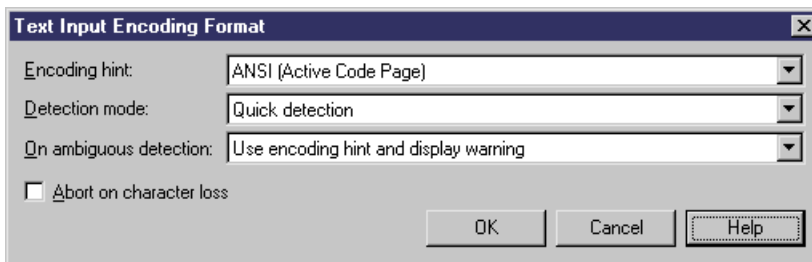 Text Input Encoding Format
Encoding hint: ANSI (Active Code Page)
Detection mode: Quick detection
On ambiguous detection: Use encoding hint and display warning
Abort on character loss
OK Cancel Help